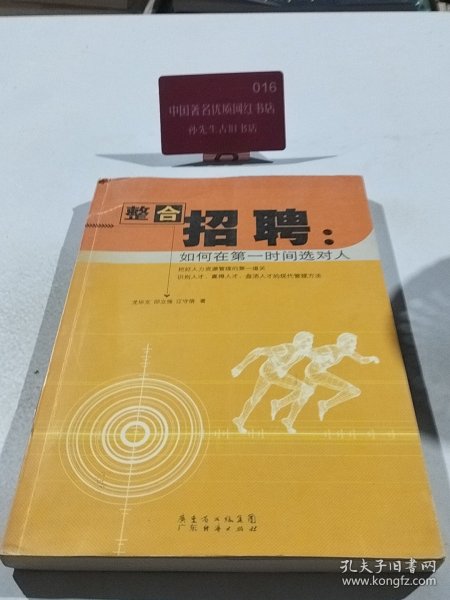 016
中国著名优质网红书店
孙先生古旧书店
整合招聘：
如何在第一时间选对人
把好人力资源管理的第一道关
识别人才、赢得人才、盘活人才的现代管理方法
著
广东省出版集团
广东经济出版社
孔夫子旧书网
www.kongfz.com